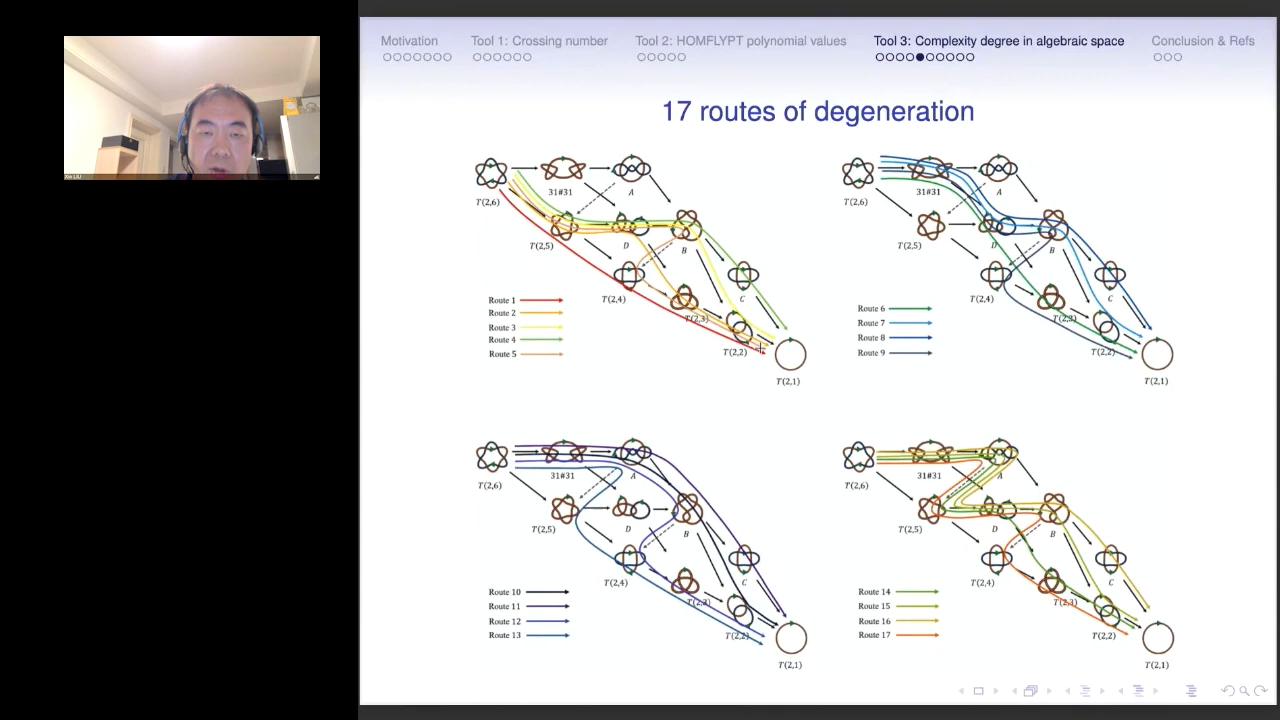 Motivation Tool 1: Crossing number Tool 2: HOMFLYPT polynomial values Tool 3: Complexity degree in algebraic space Conclusion & Refs
17 routes of degeneration
31#31 A
T(2,6)
T(2,5) D B
T(2,4) C
T(2,3)
T(2,2)
T(2,1)
Route 1
Route 2
Route 3
Route 4
Route 5
31#31 A
T(2,6)
T(2,5) D B
T(2,4) C
T(2,3)
T(2,2)
T(2,1)
Route 6
Route 7
Route 8
Route 9
31#31 A
T(2,6)
T(2,5) D B
T(2,4) C
T(2,3)
T(2,2)
T(2,1)
Route 10
Route 11
Route 12
Route 13
31#31 A
T(2,6)
T(2,5) D B
T(2,4) C
T(2,3)
T(2,2)
T(2,1)
Route 14
Route 15
Route 16
Route 17